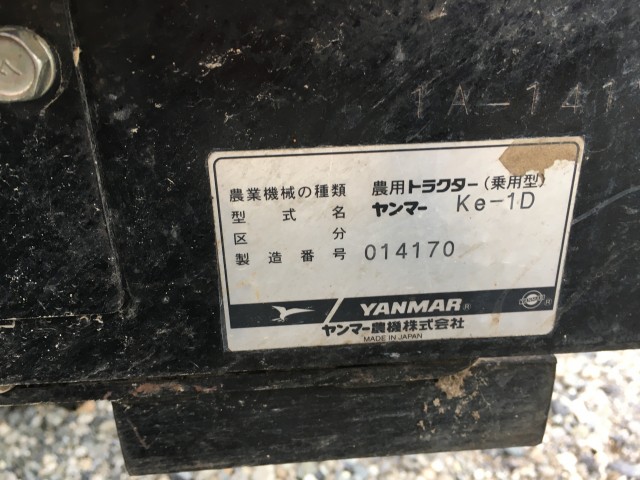 1A-141
農業機械の種類 農用トラクター(乗用型)
型式名 ヤンマー Ke-1D
区分
製造番号 014170
YANMAR®
ヤンマー農機株式会社
MADE IN JAPAN